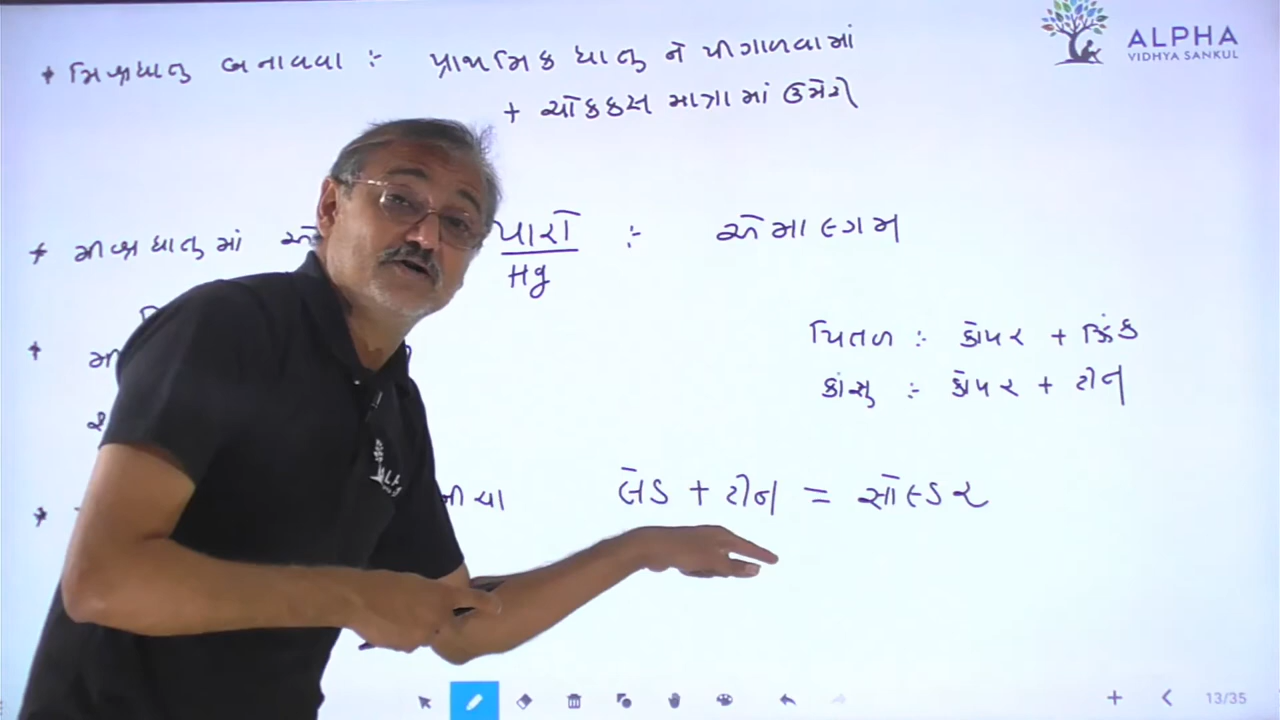 ALPHA
VIDHYA SANKUL
* મિશ્રધાતુ બનાવવા :- પ્રાથમિક ધાતુ ને પીગાળવામાં
+ ચોક્કસ માત્રામાં ઉમેરી
* મિશ્રધાતુમાં પારો :- એમાલ્ગમ
Hg
પિતળ :- કોપર + ઝિંક
કાંસુ :- કોપર + ટીન
લેડ + ટીન = સૉલ્ડર
ALPHA
13/35